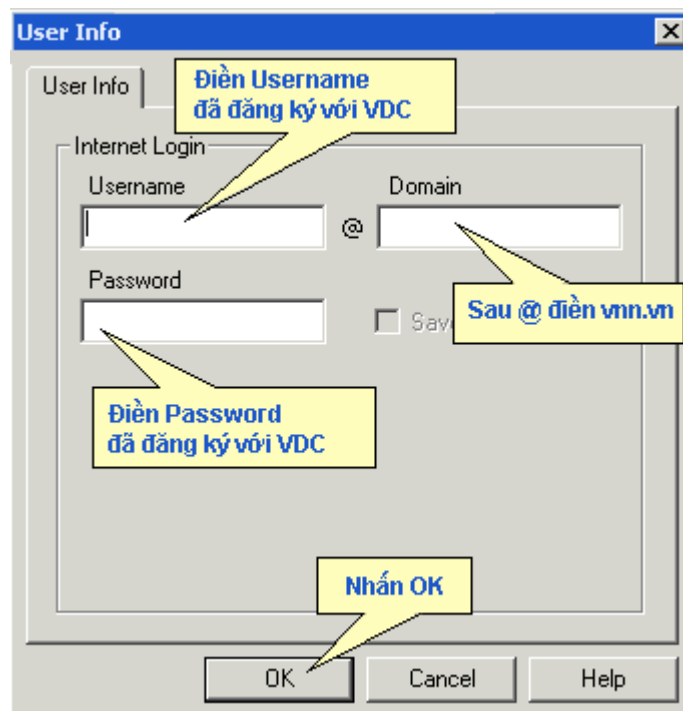 User Info
User Info
Điền Username
đã đăng ký với VDC
Internet Login
Username
Domain
@
Password
Sau @ điền vnn.vn
Điền Password
đã đăng ký với VDC
Nhấn OK
OK
Cancel
Help